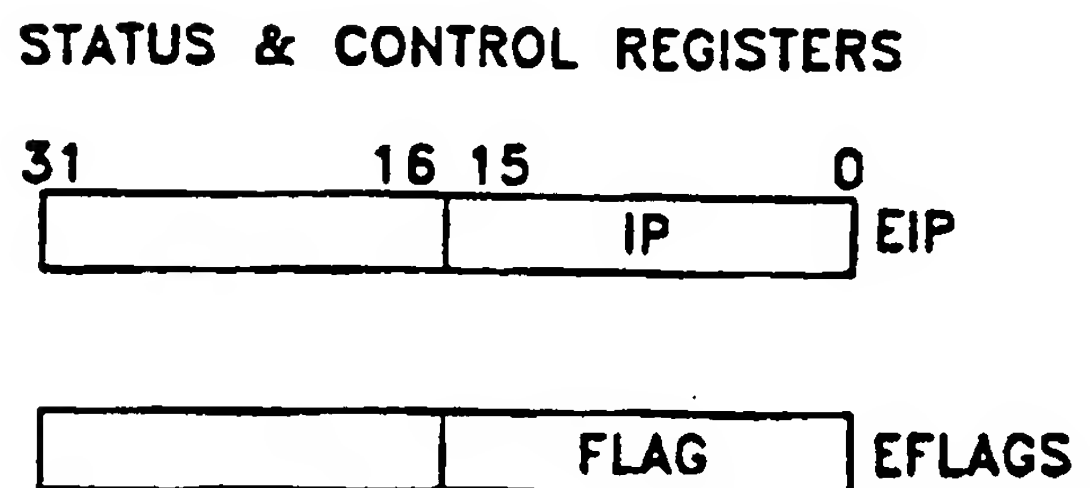 STATUS & CONTROL REGISTERS
31 16 15 0
IP EIP
FLAG EFLAGS